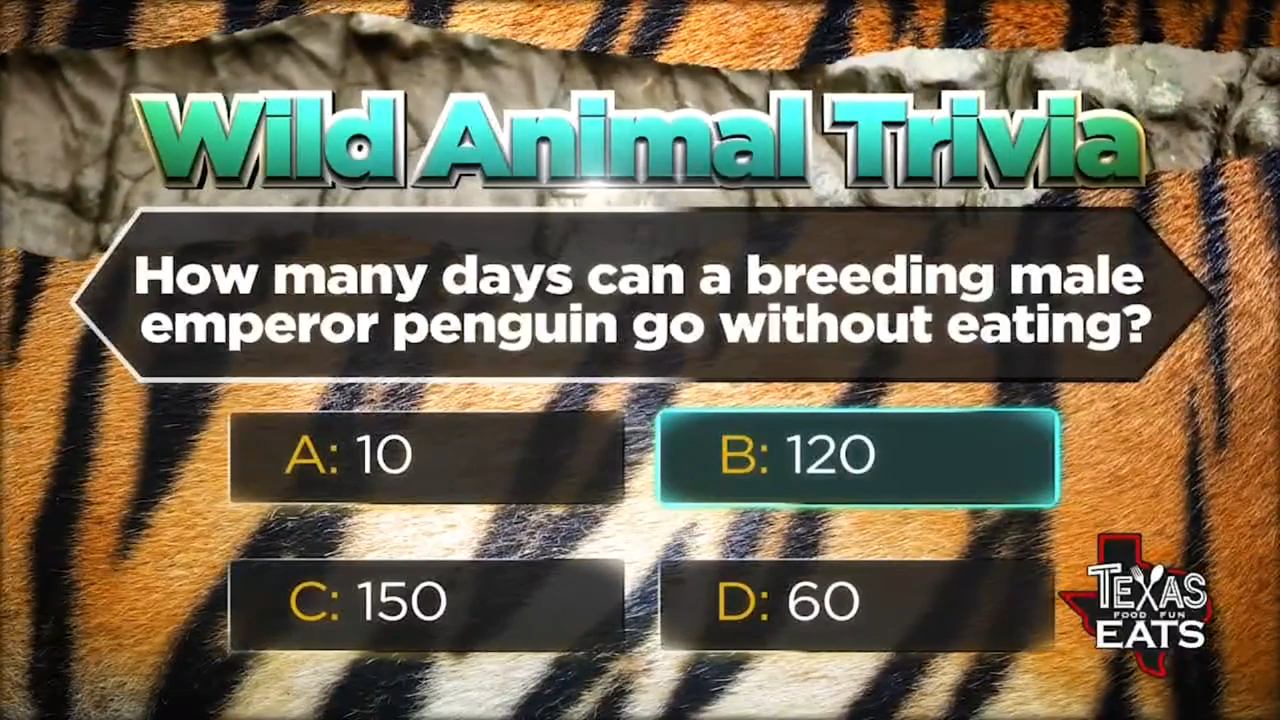 Wild Animal Trivia
How many days can a breeding male
emperor penguin go without eating?
A: 10
B: 120
C: 150
D: 60
TEXAS
FOOD FUN
EATS